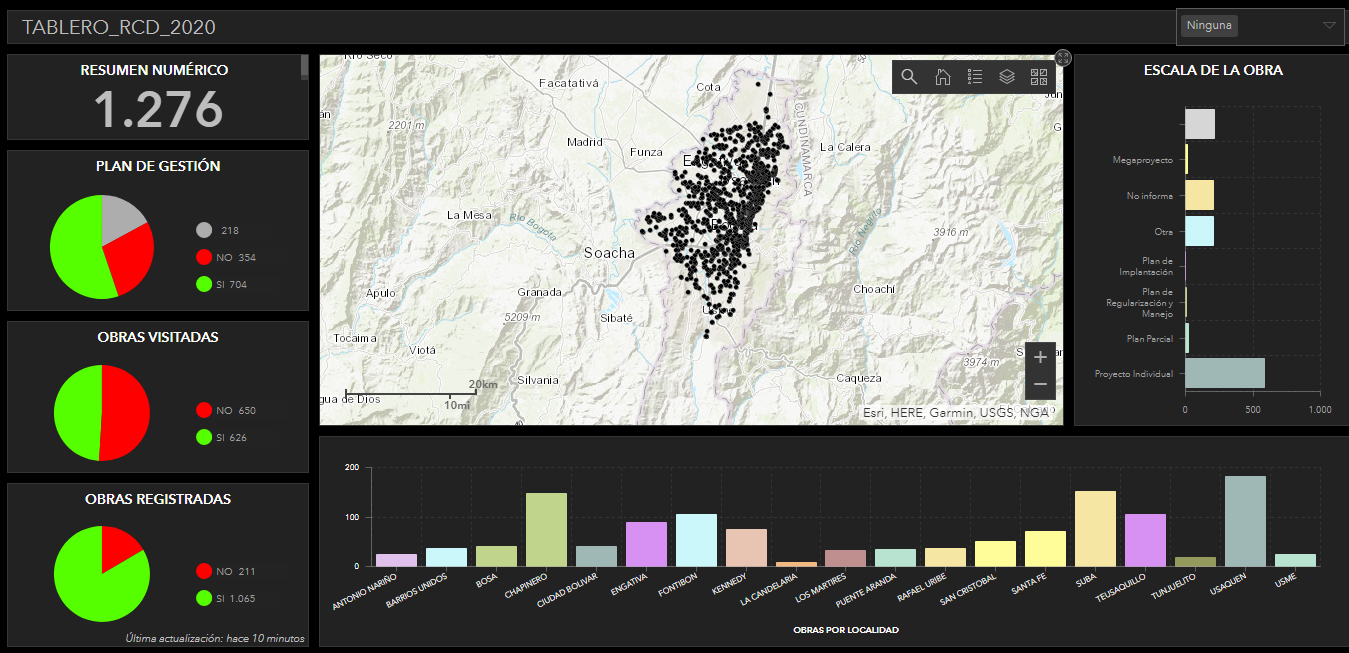 TABLERO_RCD_2020
Ninguna
RESUMEN NUMÉRICO
1.276
PLAN DE GESTIÓN
218
NO 354
SI 704
OBRAS VISITADAS
NO 650
SI 626
OBRAS REGISTRADAS
NO 211
SI 1.065
Última actualización: hace 10 minutos
Facatativá
Cota
2201 m
Madrid
Funza
La Calera
CUNDINAMARCA
La Mesa
Río Bogota
Soacha
Río Negrito
3916 m
Granada
Choachí
Apulo
5209 m
Sibaté
Tocaima
Viotá
3974 m
Silvania
Caqueza
20km
10mi
gua de Dios
Esri, HERE, Garmin, USGS, NGA
ESCALA DE LA OBRA
Megaproyecto
No informa
Otra
Plan de
Implantación
Plan de
Regularización y
Manejo
Plan Parcial
Proyecto Individual
0 500 1.000
200
100
0
ANTONIO NARIÑO
BARRIOS UNIDOS
BOSA
CHAPINERO
CIUDAD BOLIVAR
ENGATIVA
FONTIBON
KENNEDY
LA CANDELARIA
LOS MARTIRES
PUENTE ARANDA
RAFAEL URIBE
SAN CRISTOBAL
SANTA FE
SUBA
TEUSAQUILLO
TUNJUELITO
USAQUEN
USME
OBRAS POR LOCALIDAD